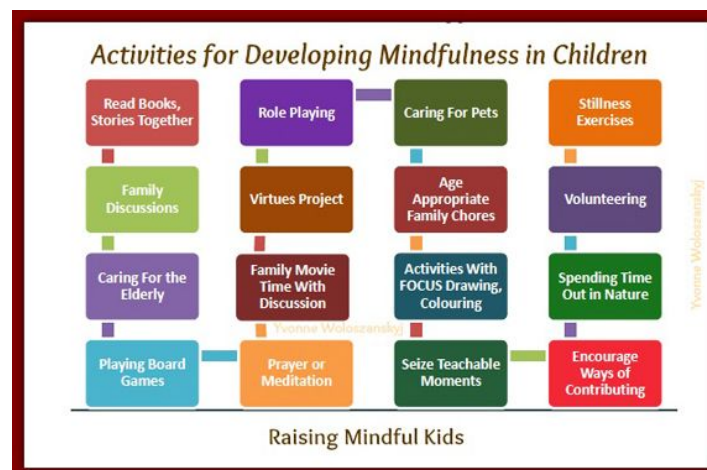 Activities for Developing Mindfulness in Children
Read Books,
Stories Together
Family
Discussions
Caring For the
Elderly
Playing Board
Games
Prayer or
Meditation
Family Movie
Time With
Discussion
Virtues Project
Role Playing
Caring For Pets
Age
Appropriate
Family Chores
Activities With
FOCUS Drawing,
Colouring
Seize Teachable
Moments
Encourage
Ways of
Contributing
Spending Time
Out in Nature
Volunteering
Stillness
Exercises
Yvonne Woloszanskyj
Yvonne Woloszanskyj
Raising Mindful Kids